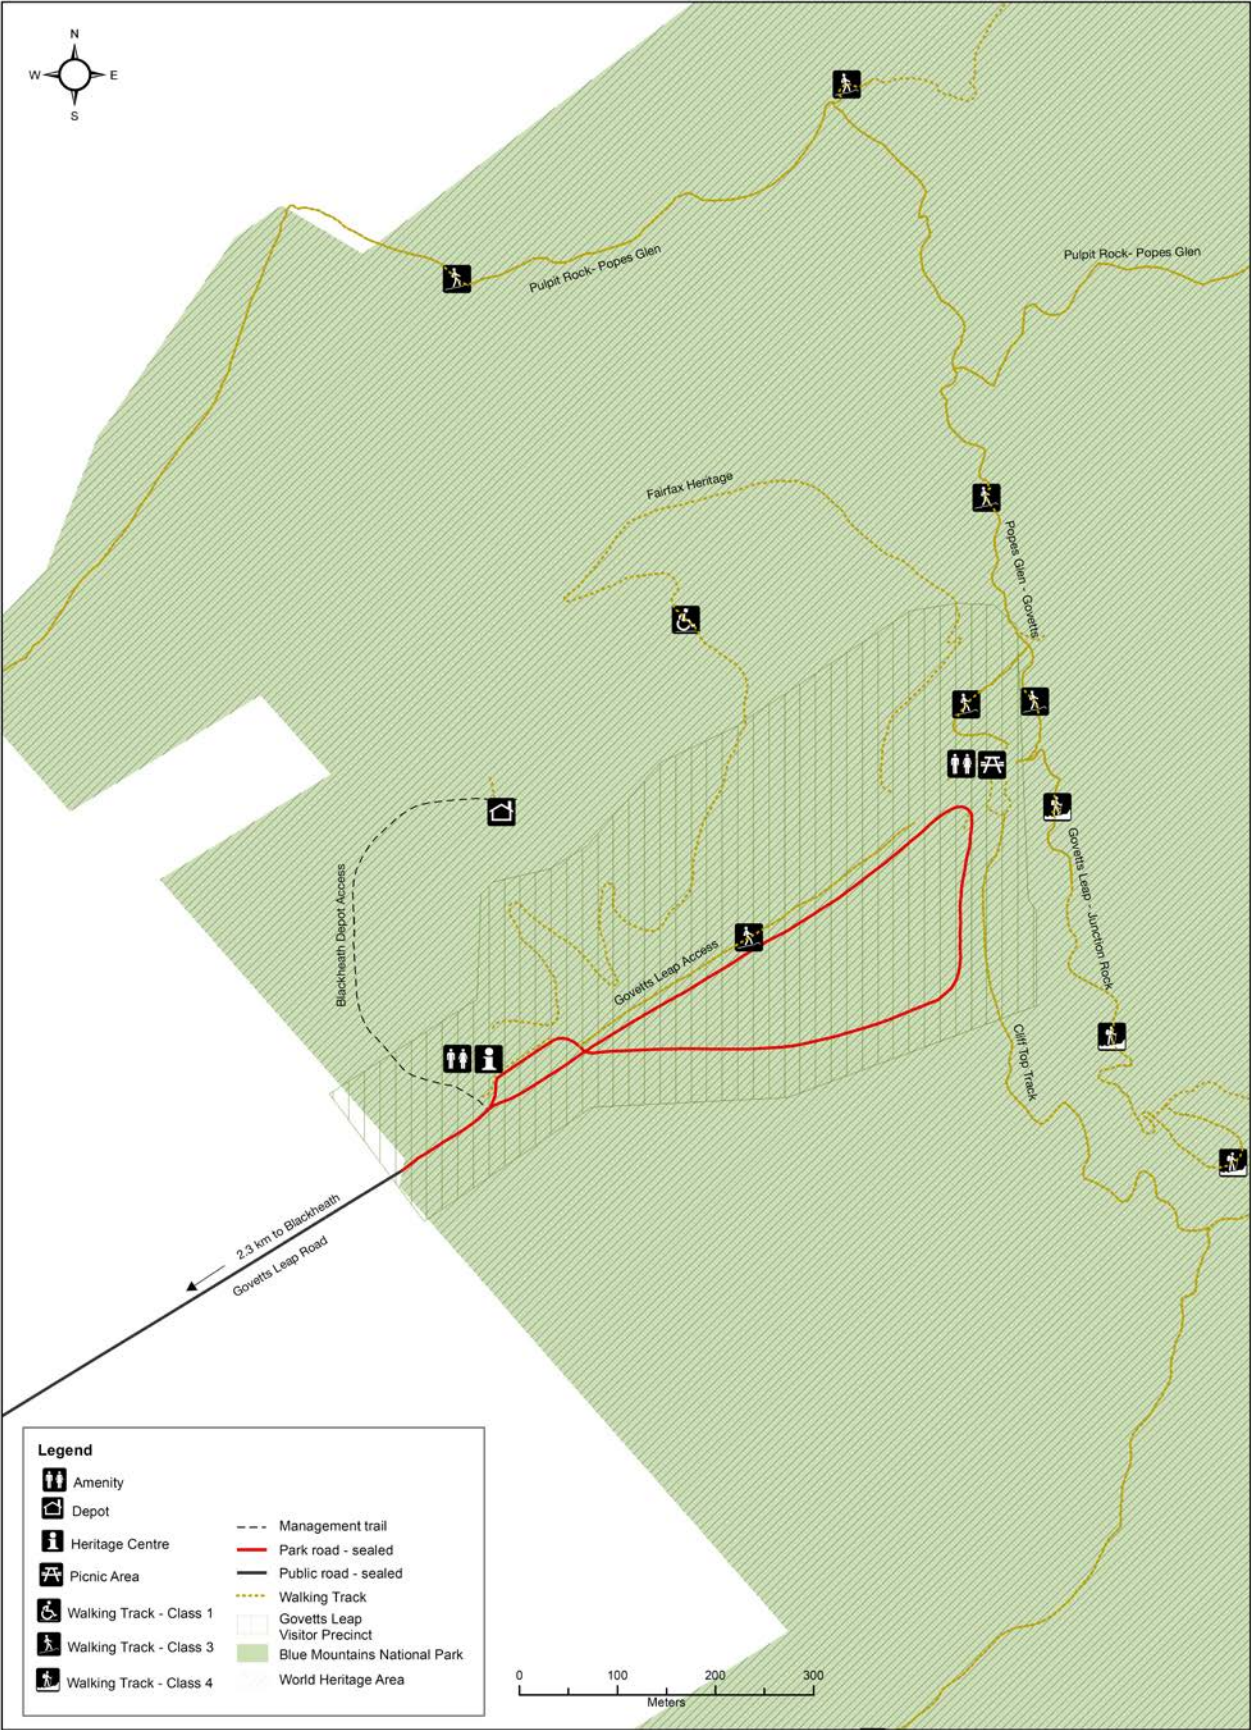 N
W E
S
Pulpit Rock- Popes Glen
Pulpit Rock- Popes Glen
Fairfax Heritage
Popes Glen - Govetts
Blackheath Depot Access
Govetts Leap - Junction Rock
Govetts Leap Access
Cliff Top Track
2.3 km to Blackheath
Govetts Leap Road
Legend
Amenity
Depot
Heritage Centre
Picnic Area
Walking Track - Class 1
Walking Track - Class 3
Walking Track - Class 4
Management trail
Park road - sealed
Public road - sealed
Walking Track
Govetts Leap
Visitor Precinct
Blue Mountains National Park
World Heritage Area
0 100 200 300
Meters